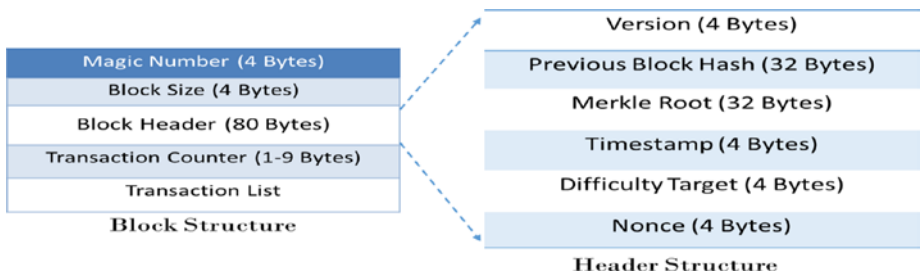 Magic Number (4 Bytes)
Block Size (4 Bytes)
Block Header (80 Bytes)
Transaction Counter (1-9 Bytes)
Transaction List
Block Structure
Version (4 Bytes)
Previous Block Hash (32 Bytes)
Merkle Root (32 Bytes)
Timestamp (4 Bytes)
Difficulty Target (4 Bytes)
Nonce (4 Bytes)
Header Structure